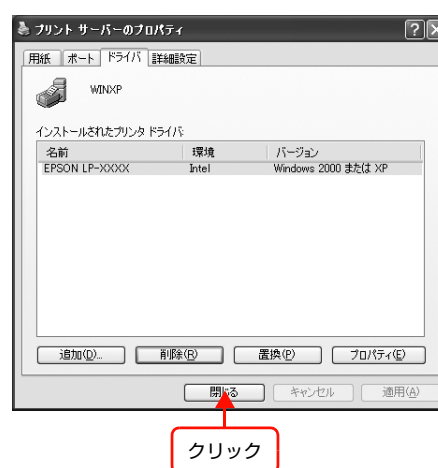 プリント サーバーのプロパティ
用紙 ポート ドライバ 詳細設定
WINXP
インストールされたプリンタ ドライバ:
名前 環境 バージョン
EPSON LP-XXXX Intel Windows 2000 または XP
追加(D)... 削除(R) 置換(P) プロパティ(E)
閉じる キャンセル 適用(A)
クリック